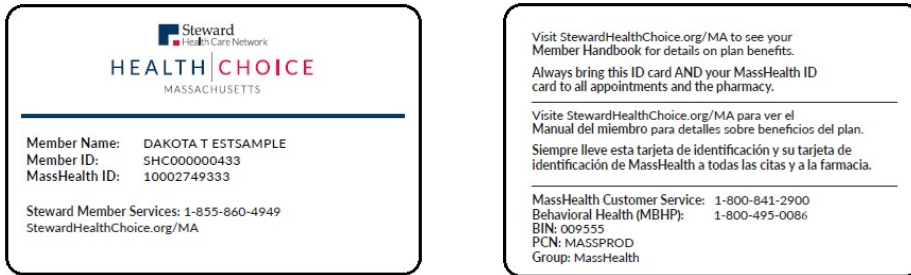 Steward
Health Care Network
HEALTH CHOICE
MASSACHUSETTS
Member Name: DAKOTA T ESTSAMPLE
Member ID: SHC000000433
MassHealth ID: 10002749333
Steward Member Services: 1-855-860-4949
StewardHealthChoice.org/MA
Visit StewardHealthChoice.org/MA to see your
Member Handbook for details on plan benefits.
Always bring this ID card AND your MassHealth ID
card to all appointments and the pharmacy.
Visite StewardHealthChoice.org/MA para ver el
Manual del miembro para detalles sobre beneficios del plan.
Siempre lleve esta tarjeta de identificación y su tarjeta de
identificación de MassHealth a todas las citas y a la farmacia.
MassHealth Customer Service: 1-800-841-2900
Behavioral Health (MBHP): 1-800-495-0086
BIN: 009555
PCN: MASSPROD
Group: MassHealth